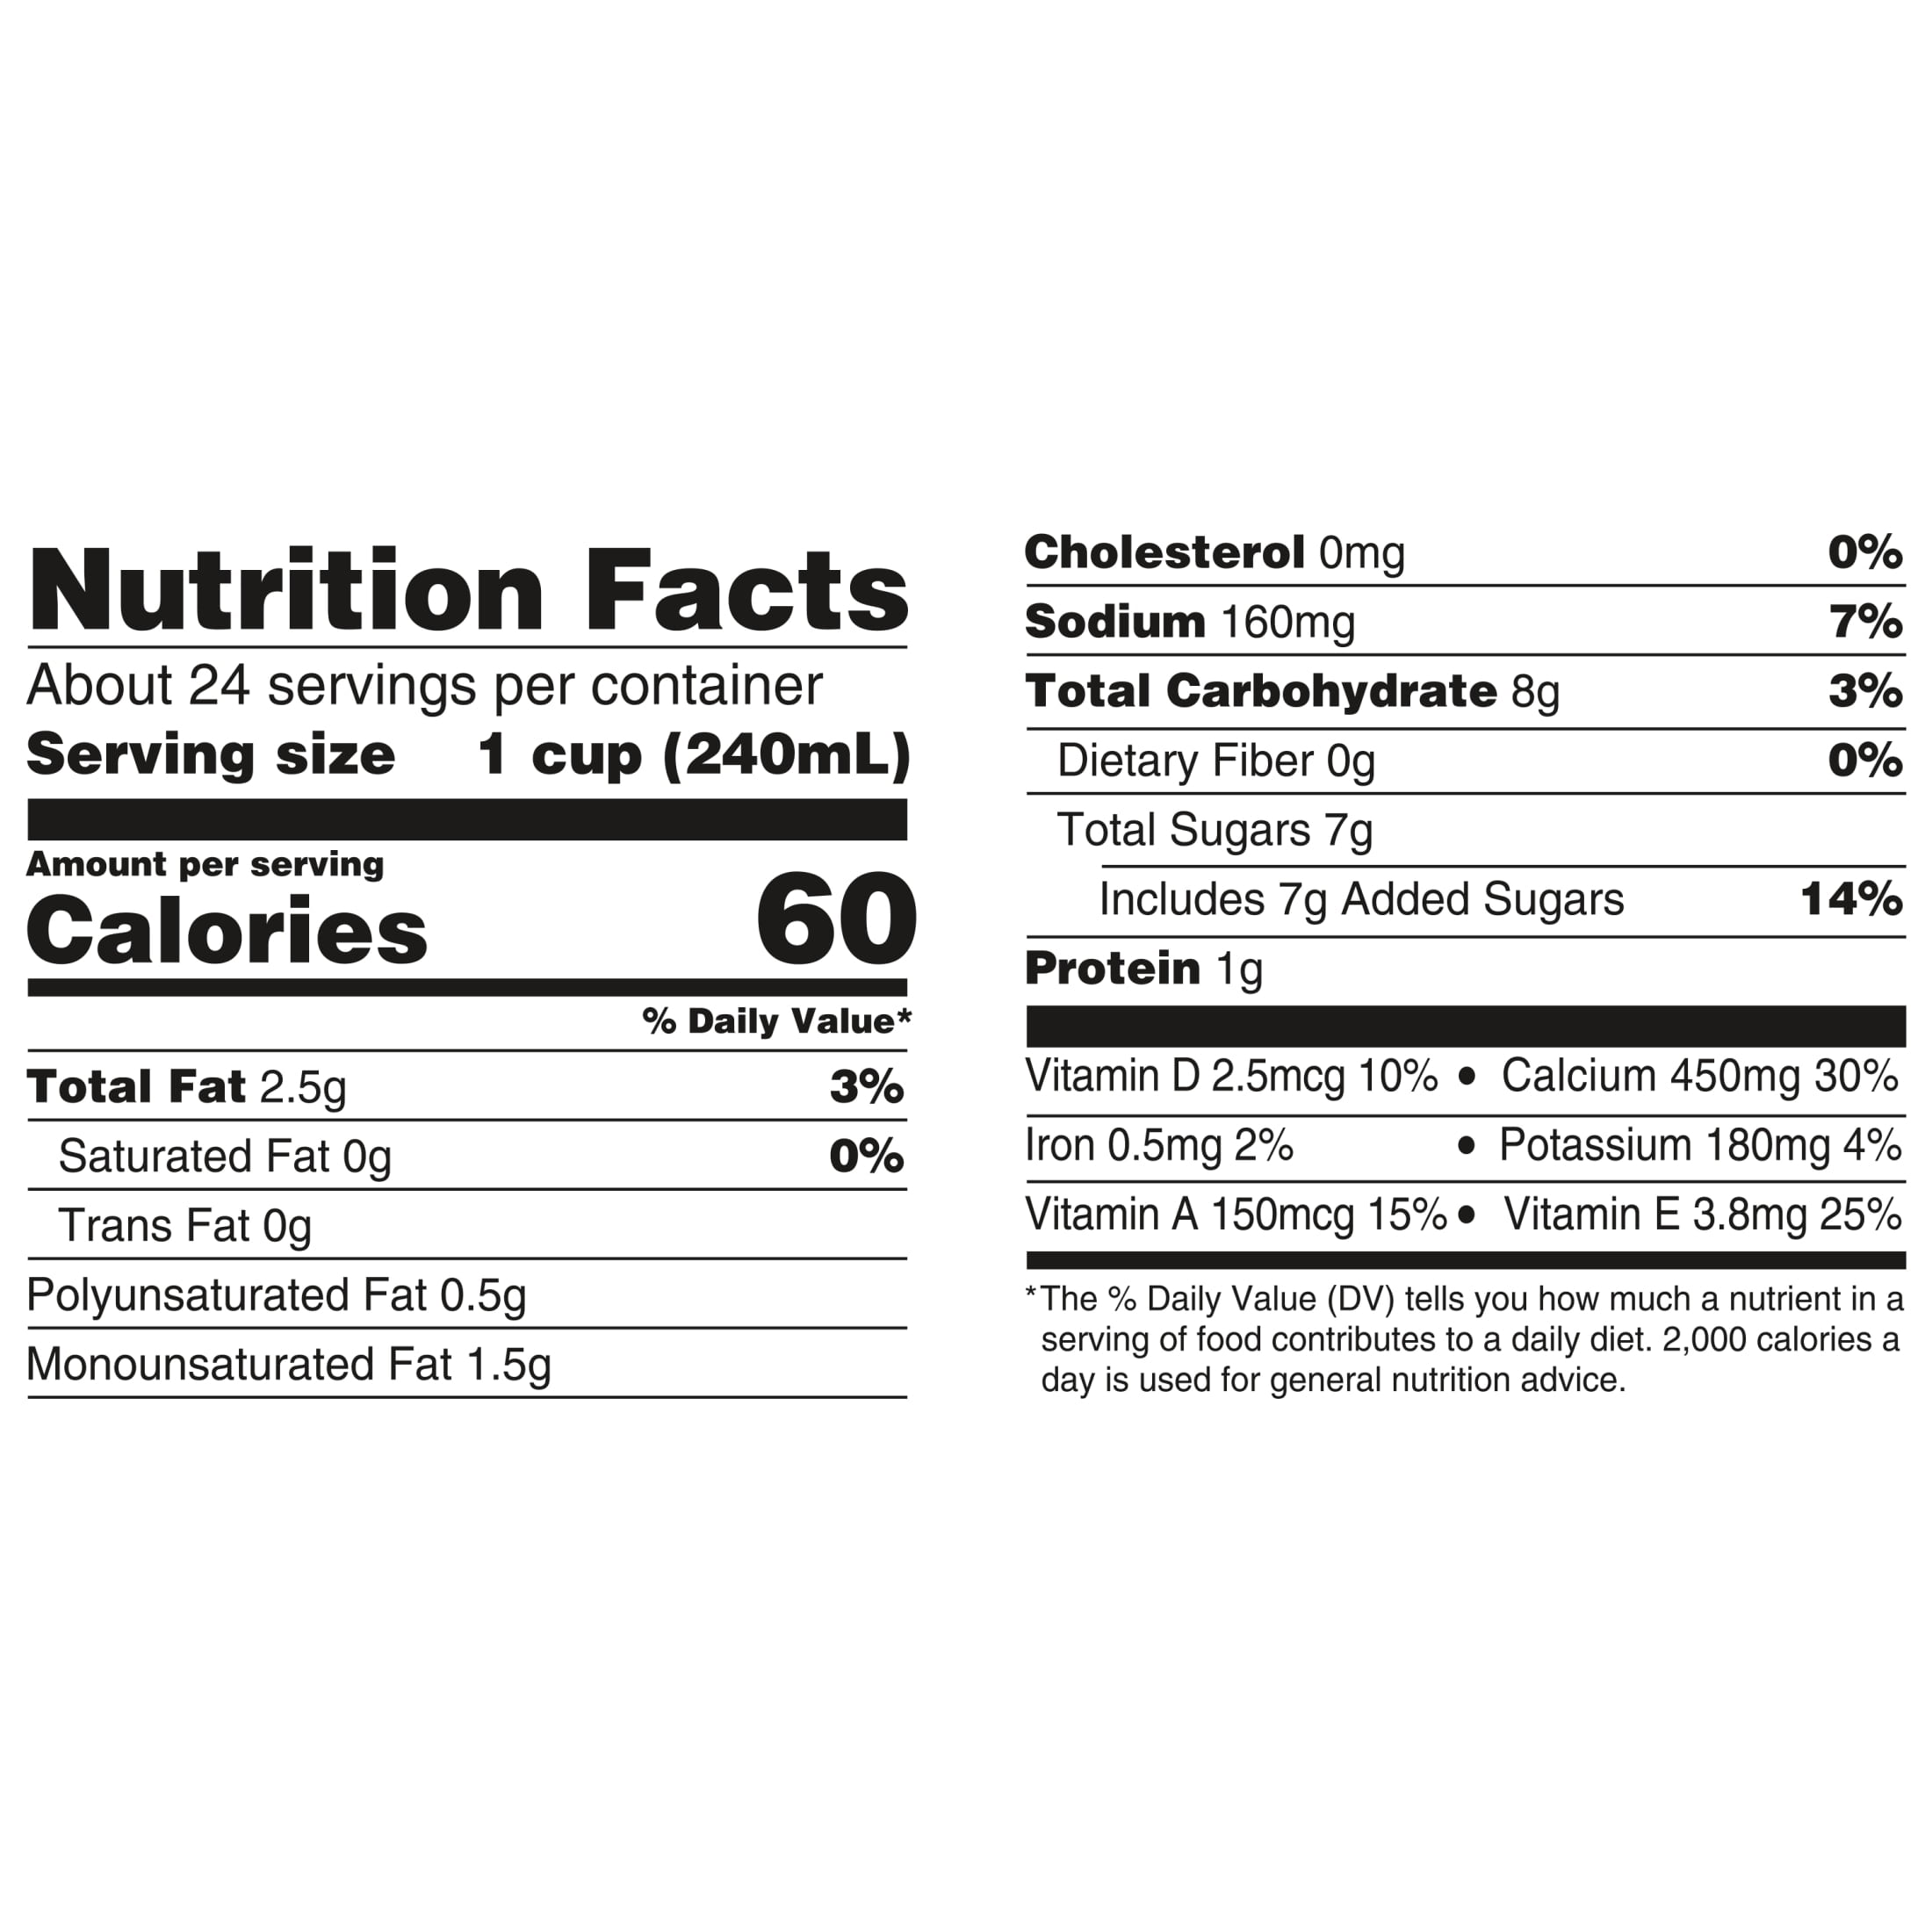 Nutrition Facts
About 24 servings per container
Serving size 1 cup (240mL)
Amount per serving
Calories 60
% Daily Value*
Total Fat 2.5g 3%
Saturated Fat 0g 0%
Trans Fat 0g
Polyunsaturated Fat 0.5g
Monounsaturated Fat 1.5g
Cholesterol 0mg 0%
Sodium 160mg 7%
Total Carbohydrate 8g 3%
Dietary Fiber 0g 0%
Total Sugars 7g
Includes 7g Added Sugars 14%
Protein 1g
Vitamin D 2.5mcg 10% • Calcium 450mg 30%
Iron 0.5mg 2% • Potassium 180mg 4%
Vitamin A 150mcg 15% • Vitamin E 3.8mg 25%
*The % Daily Value (DV) tells you how much a nutrient in a
serving of food contributes to a daily diet. 2,000 calories a
day is used for general nutrition advice.